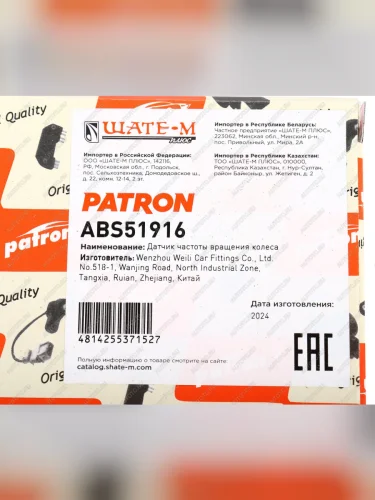 ШАТЕ-М
ПЛЮС
Импортер в Российской Федерации:
ООО «ШАТЕ-М ПЛЮС», 142116,
РФ, Московская обл., г. Подольск,
пос. Сельхозтехника, Домодедовское ш.,
д. 22, комн. 12-14, 2 эт.
Импортер в Республике Беларусь:
Частное предприятие «ШАТЕ-М ПЛЮС»,
223062, Минская обл., Минский р-н,
пос. Привольный, ул. Мира, 2А
Импортер в Республике Казахстан:
ТОО «ШАТЕ-М ПЛЮС», 010000,
Республика Казахстан, г. Нур-Султан,
район Байконыр, ул. Жетиген, д. 2
PATRON
ABS51916
Наименование: Датчик частоты вращения колеса
Изготовитель: Wenzhou Weili Car Fittings Co., Ltd.
No.518-1, Wanjing Road, North Industrial Zone,
Tangxia, Ruian, Zhejiang, Китай
4814255371527
Дата изготовления:
2024
EAC
Полную информацию о товаре смотрите на сайте
catalog.shate-m.com
Quality
Orig
patron
Orig
Quality